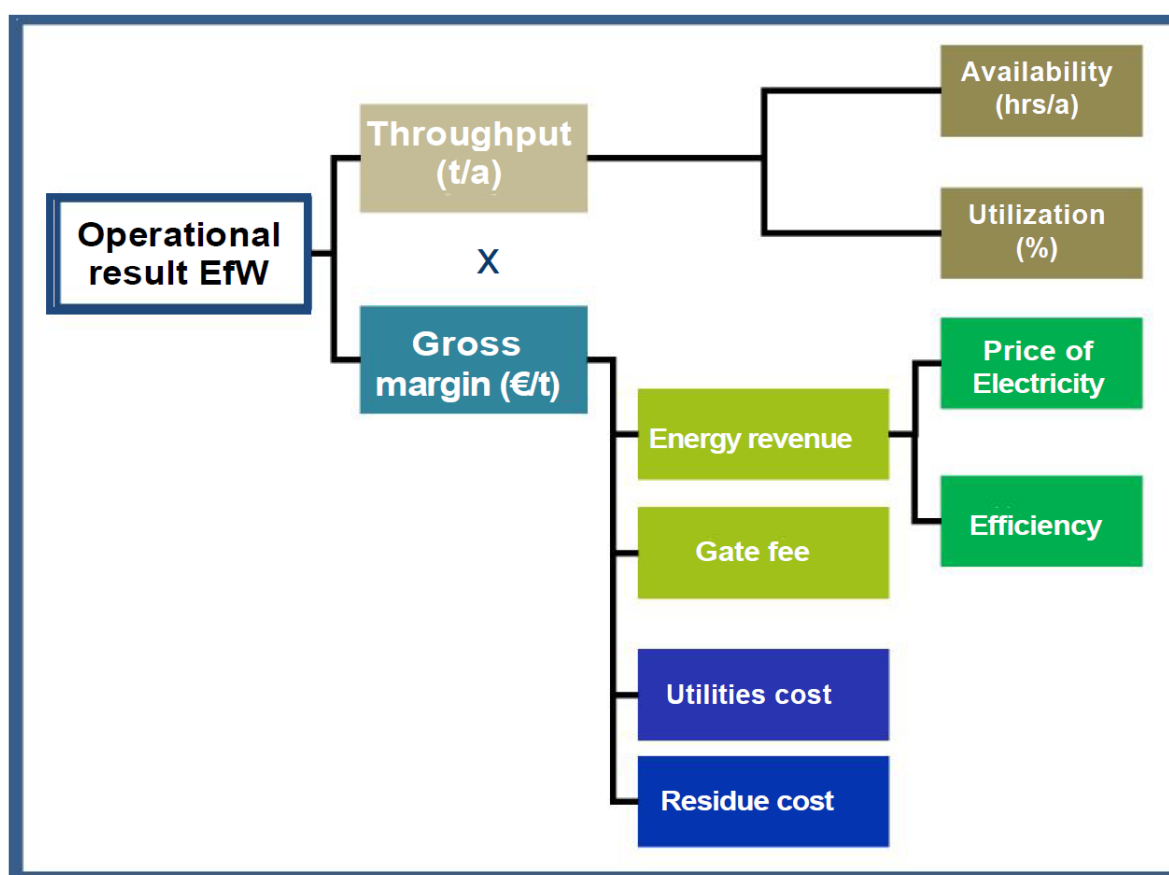 Operational
result EfW
Throughput
(t/a)
x
Gross
margin (€/t)
Availability
(hrs/a)
Utilization
(%)
Energy revenue
Gate fee
Utilities cost
Residue cost
Price of
Electricity
Efficiency